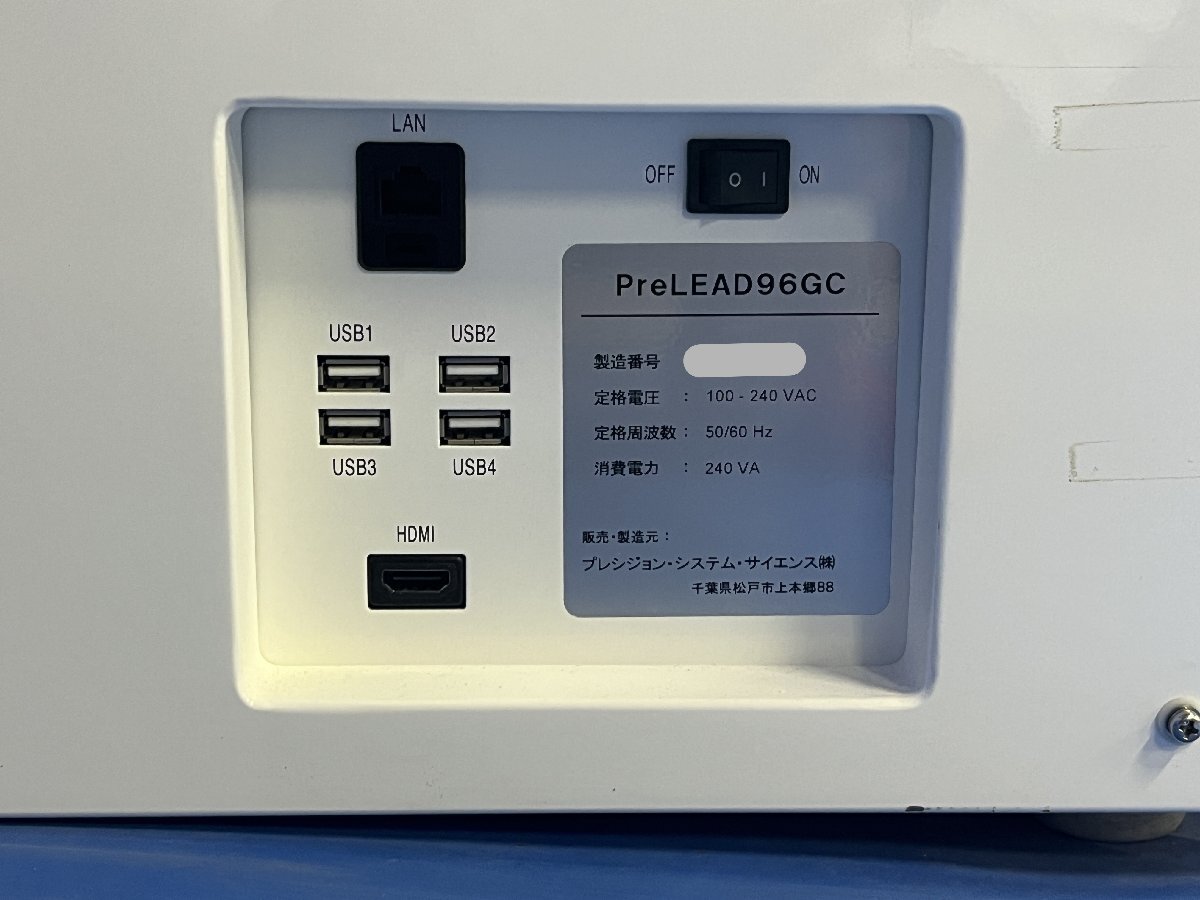 LAN
OFF
O I
ON
USB1
USB2
USB3
USB4
HDMI
PreLEAD96GC
製造番号
定格電圧 : 100 - 240 VAC
定格周波数 : 50/60 Hz
消費電力 : 240 VA
販売・製造元 :
プレシジョン・システム・サイエンス㈱
千葉県松戸市上本郷88